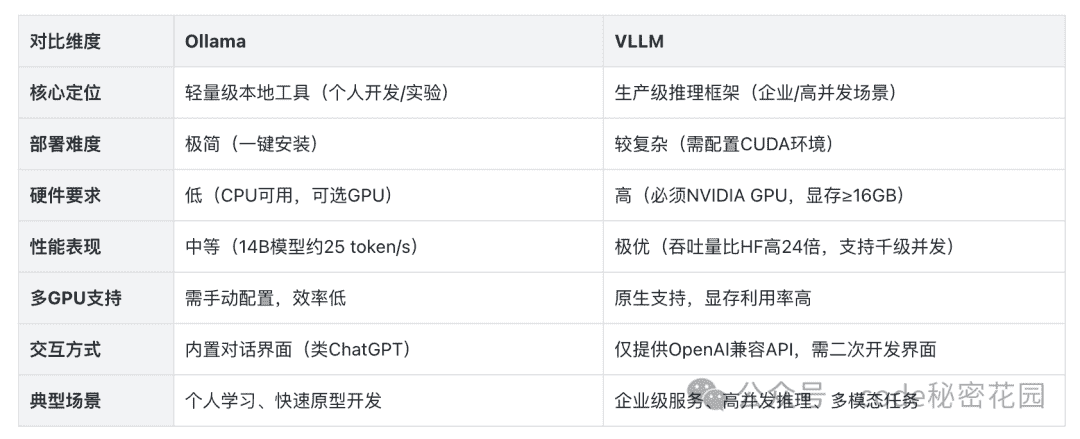 对比维度 Ollama VLLM
核心定位 轻量级本地工具（个人开发/实验） 生产级推理框架（企业/高并发场景）
部署难度 极简（一键安装） 较复杂（需配置CUDA环境）
硬件要求 低（CPU可用，可选GPU） 高（必须NVIDIA GPU，显存≥16GB）
性能表现 中等（14B模型约25 token/s） 极优（吞吐量比HF高24倍，支持千级并发）
多GPU支持 需手动配置，效率低 原生支持，显存利用率高
交互方式 内置对话界面（类ChatGPT） 仅提供OpenAI兼容API，需二次开发界面
典型场景 个人学习、快速原型开发 企业级服务、高并发推理、多模态任务
公众号 · code秘密花园